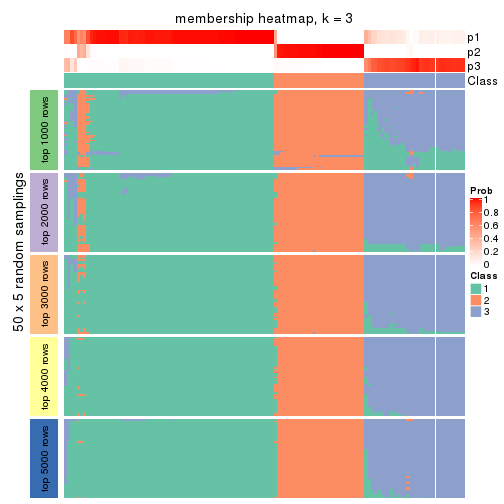 membership heatmap, k = 3
p1
p2
p3
Class
50 x 5 random samplings
top 1000 rows
top 2000 rows
top 3000 rows
top 4000 rows
top 5000 rows
Prob
1
0.8
0.6
0.4
0.2
0
Class
1
2
3